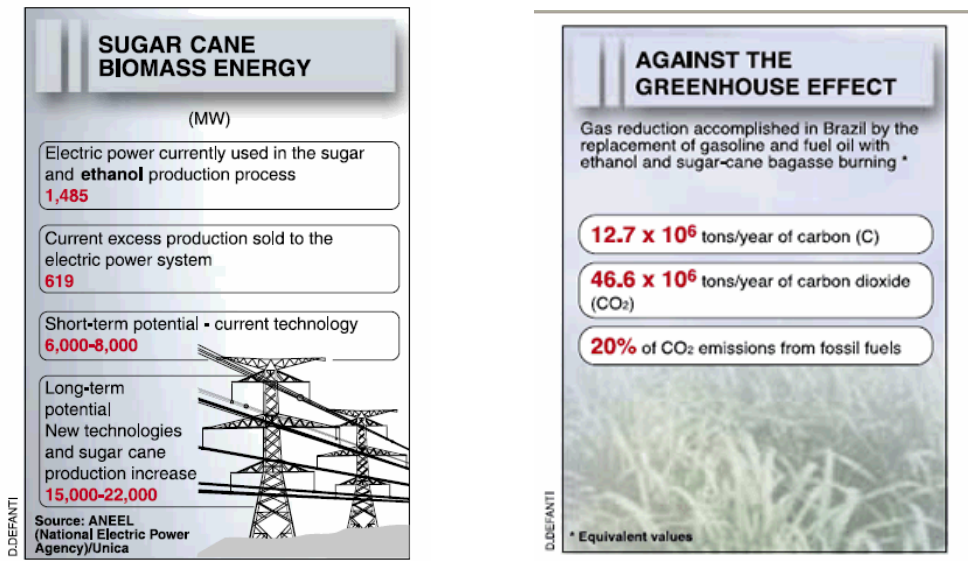 SUGAR CANE
BIOMASS ENERGY
(MW)
Electric power currently used in the sugar
and ethanol production process
1,485
Current excess production sold to the
electric power system
619
Short-term potential - current technology
6,000-8,000
Long-term
potential
New technologies
and sugar cane
production increase
15,000-22,000
Source: ANEEL
(National Electric Power
Agency)/Unica
D.DEFANTI
AGAINST THE
GREENHOUSE EFFECT
Gas reduction accomplished in Brazil by the
replacement of gasoline and fuel oil with
ethanol and sugar-cane bagasse burning *
12.7 x 10⁶ tons/year of carbon (C)
46.6 x 10⁶ tons/year of carbon dioxide
(CO₂)
20% of CO₂ emissions from fossil fuels
* Equivalent values
D.DEFANTI